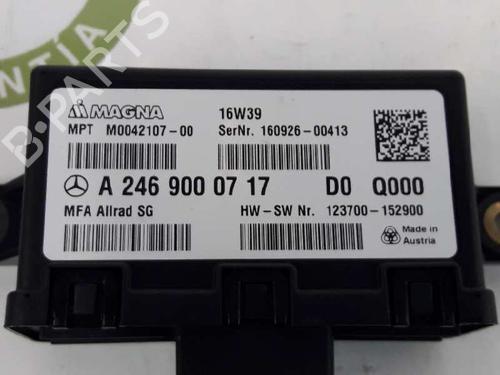 ANTIA
MAGNA 16W39
MPT M0042107-00 SerNr. 160926-00413
A 246 900 07 17 D0 Q000
MFA Allrad SG HW-SW Nr. 123700-152900
Made in
Austria
B-PARTS